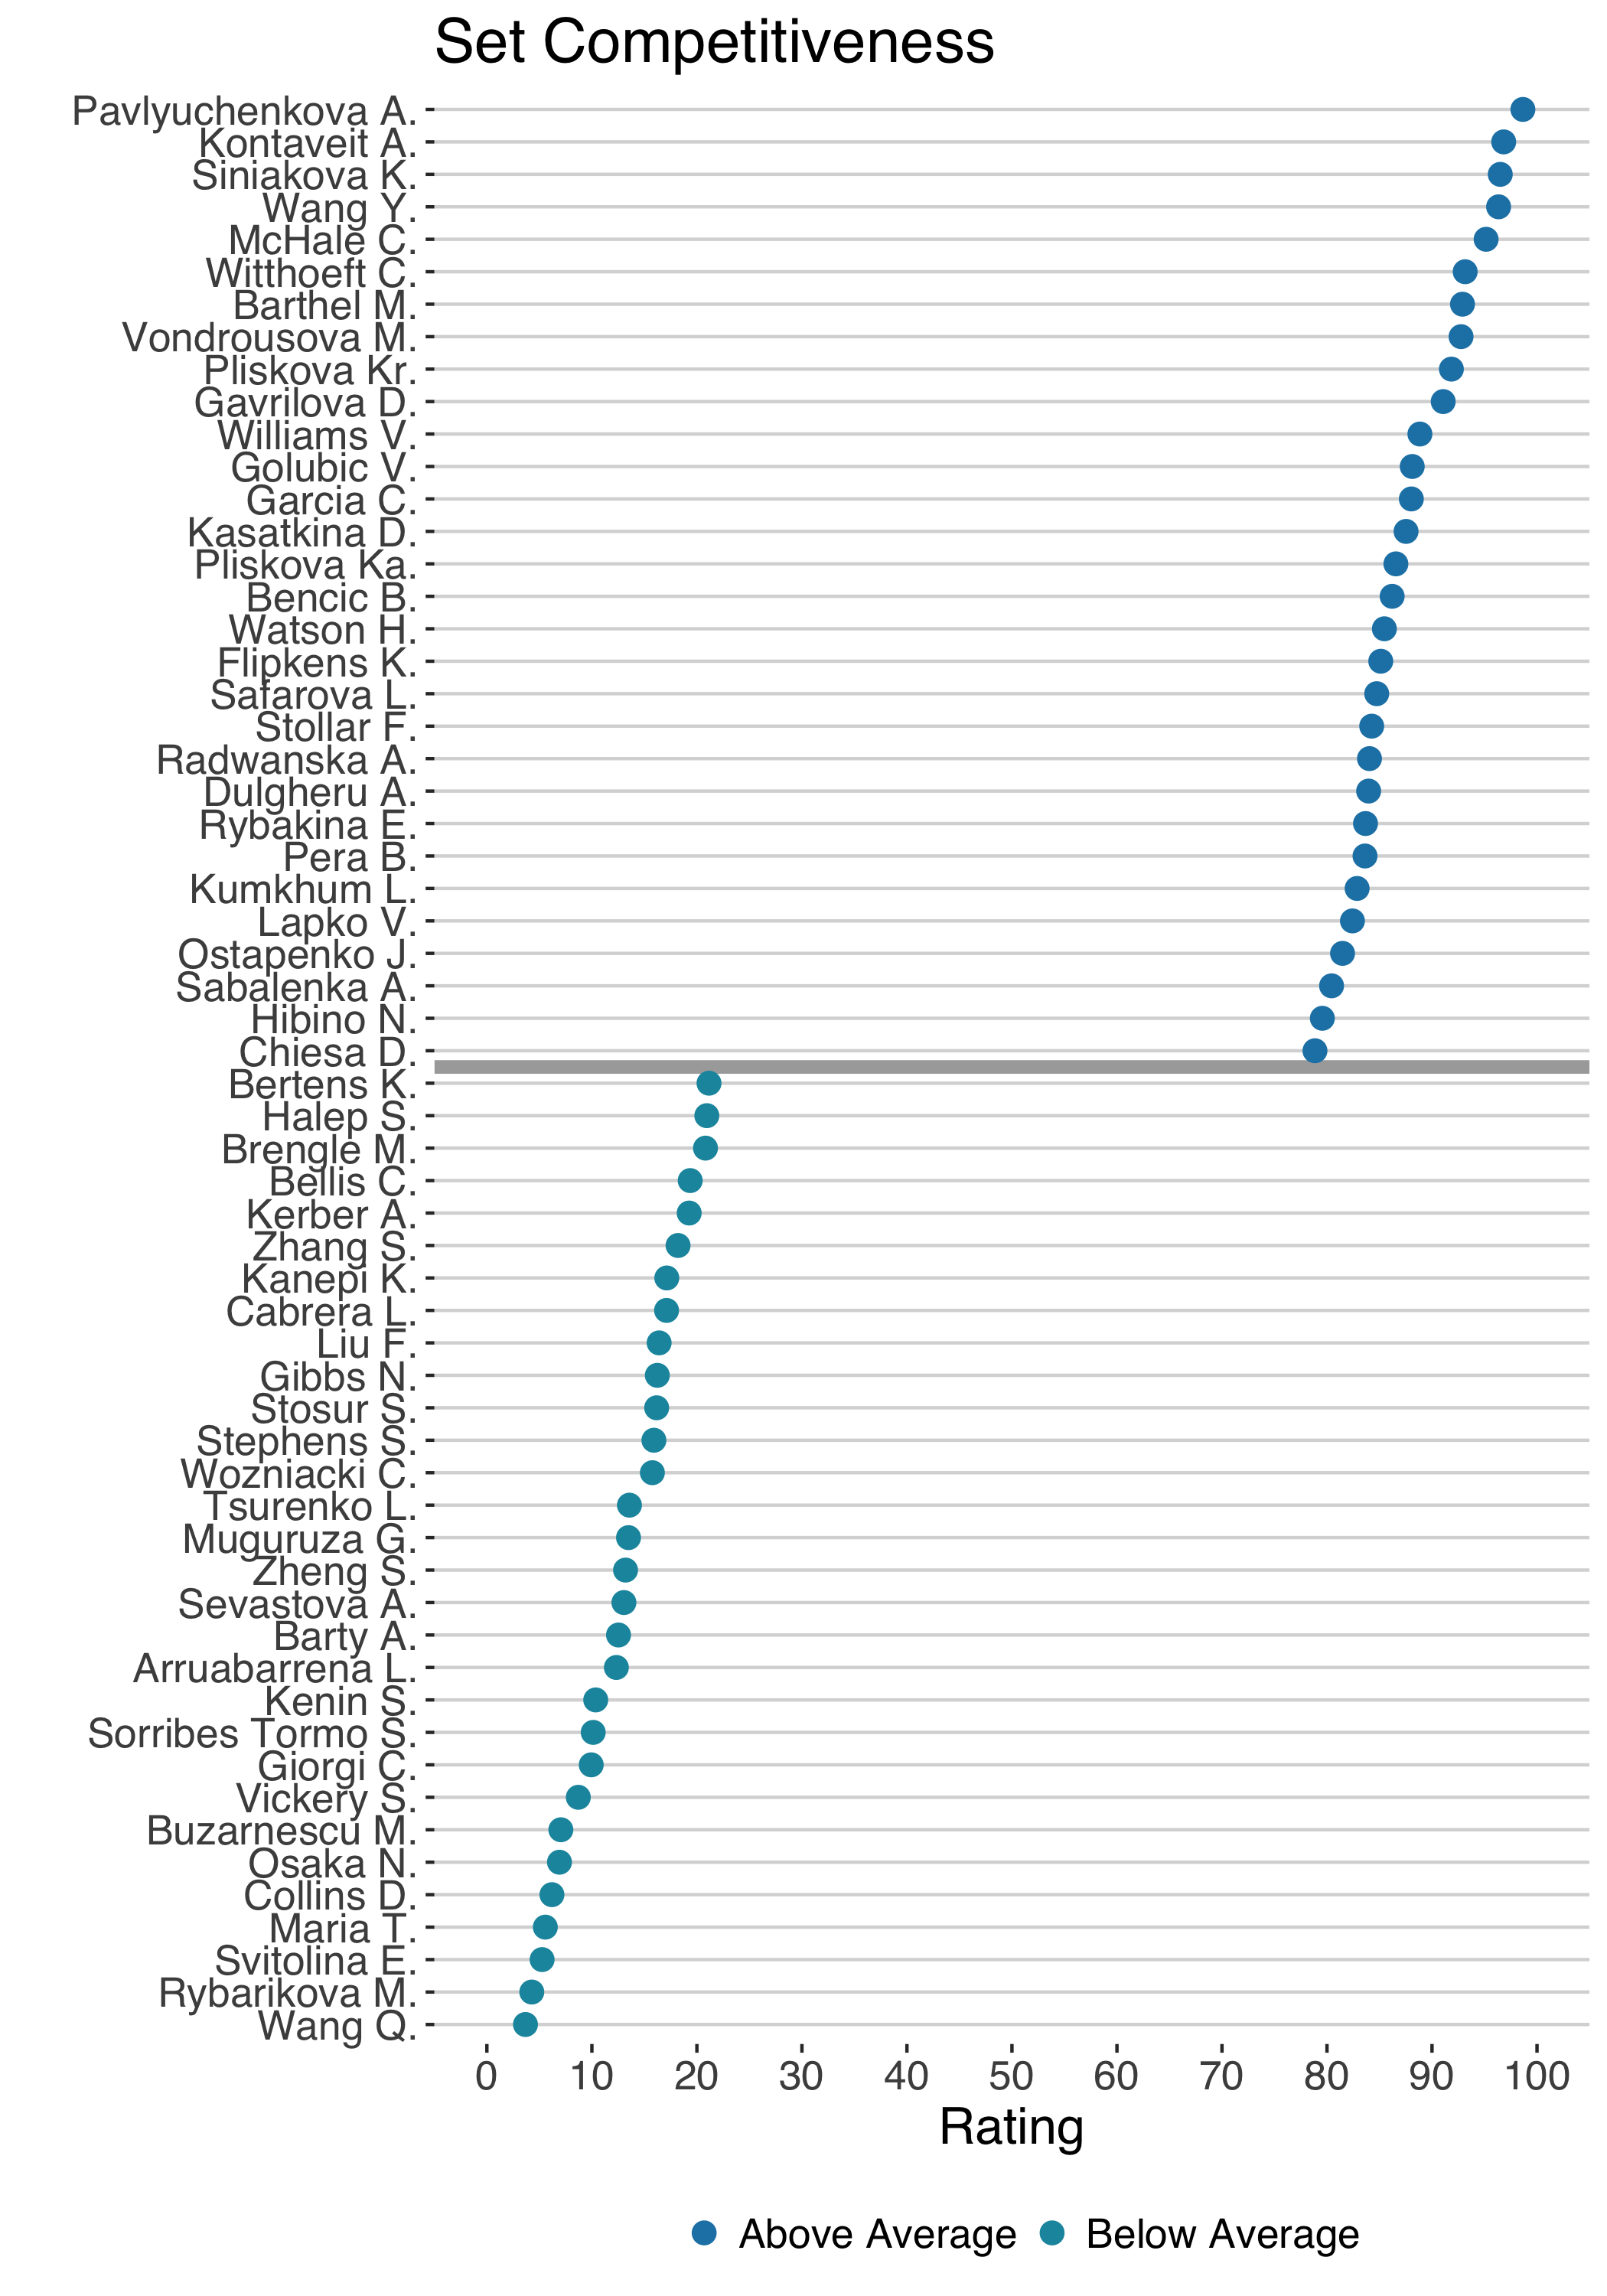 Set Competitiveness
Pavlyuchenkova A.
Kontaveit A.
Siniakova K.
Wang Y.
McHale C.
Witthoeft C.
Barthel M.
Vondrousova M.
Pliskova Kr.
Gavrilova D.
Williams V.
Golubic V.
Garcia C.
Kasatkina D.
Pliskova Ka.
Bencic B.
Watson H.
Flipkens K.
Safarova L.
Stollar F.
Radwanska A.
Dulgheru A.
Rybakina E.
Pera B.
Kumkhum L.
Lapko V.
Ostapenko J.
Sabalenka A.
Hibino N.
Chiesa D.
Bertens K.
Halep S.
Brengle M.
Bellis C.
Kerber A.
Zhang S.
Kanepi K.
Cabrera L.
Liu F.
Gibbs N.
Stosur S.
Stephens S.
Wozniacki C.
Tsurenko L.
Muguruza G.
Zheng S.
Sevastova A.
Barty A.
Arruabarrena L.
Kenin S.
Sorribes Tormo S.
Giorgi C.
Vickery S.
Buzarnescu M.
Osaka N.
Collins D.
Maria T.
Svitolina E.
Rybarikova M.
Wang Q.
0 10 20 30 40 50 60 70 80 90 100
Rating
Above Average Below Average